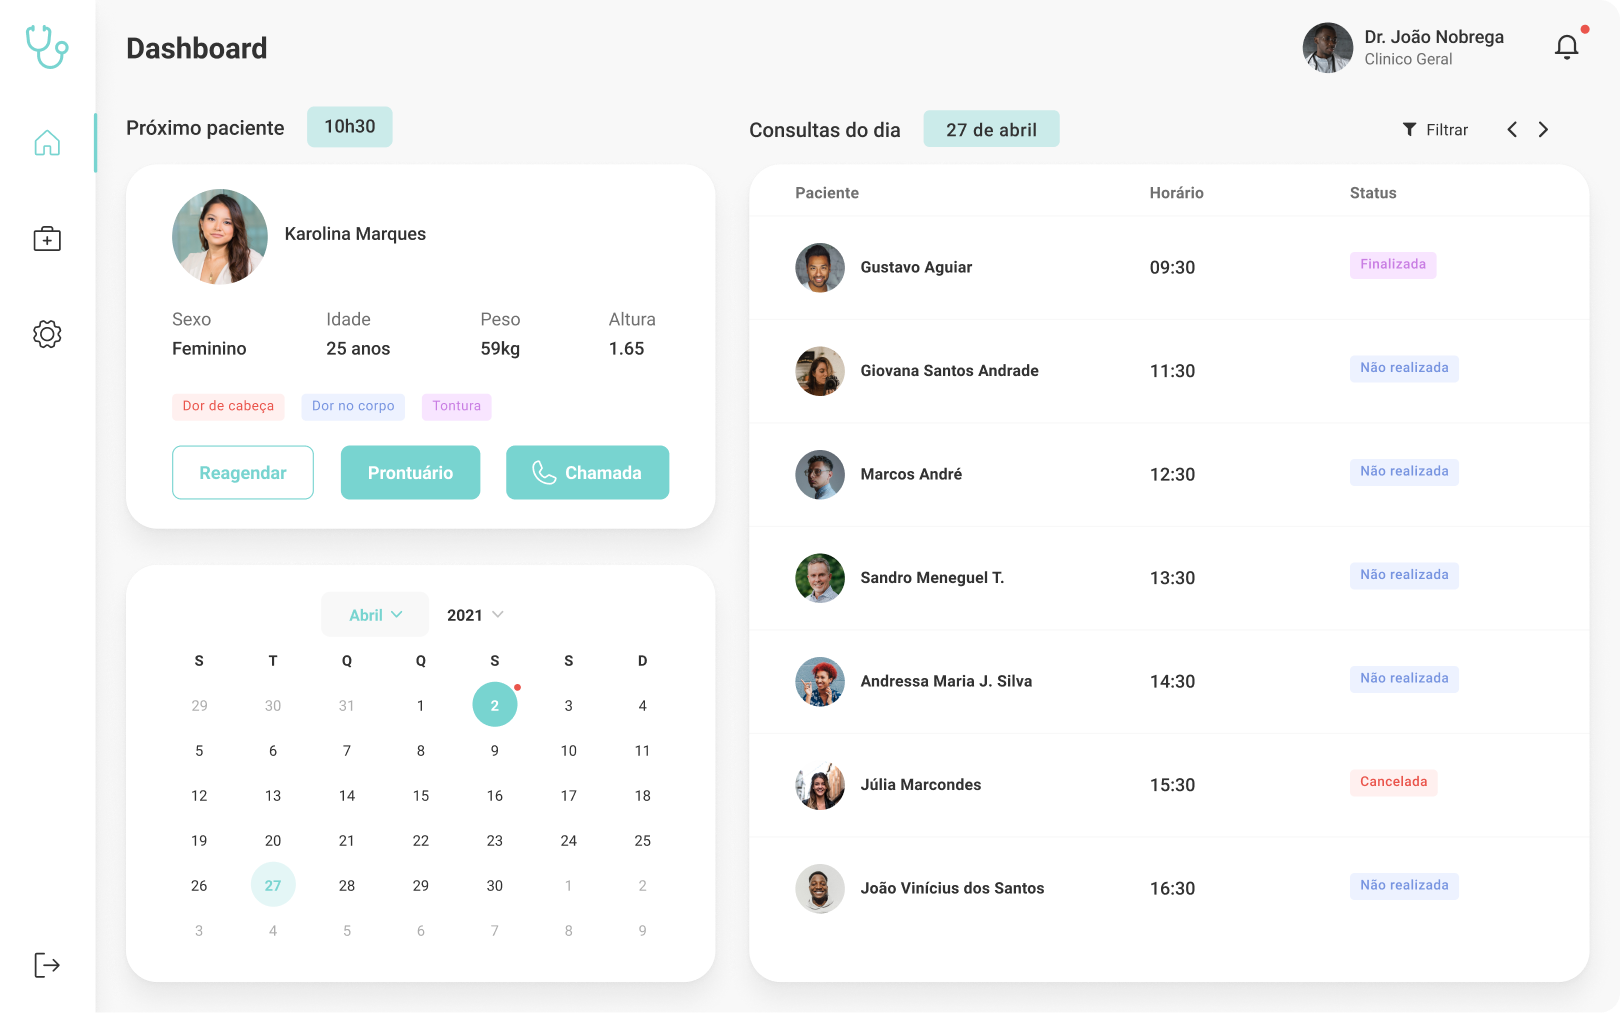 Dashboard
Dr. João Nobrega
Clinico Geral
Próximo paciente
10h30
Karolina Marques
Sexo Idade Peso Altura
Feminino 25 anos 59kg 1.65
Dor de cabeça Dor no corpo Tontura
Reagendar Prontuário Chamada
Abril 2021
S T Q Q S S D
29 30 31 1 2 3 4
5 6 7 8 9 10 11
12 13 14 15 16 17 18
19 20 21 22 23 24 25
26 27 28 29 30 1 2
3 4 5 6 7 8 9
Consultas do dia
27 de abril
Filtrar
Paciente Horário Status
Gustavo Aguiar 09:30 Finalizada
Giovana Santos Andrade 11:30 Não realizada
Marcos André 12:30 Não realizada
Sandro Meneguel T. 13:30 Não realizada
Andressa Maria J. Silva 14:30 Não realizada
Júlia Marcondes 15:30 Cancelada
João Vinícius dos Santos 16:30 Não realizada